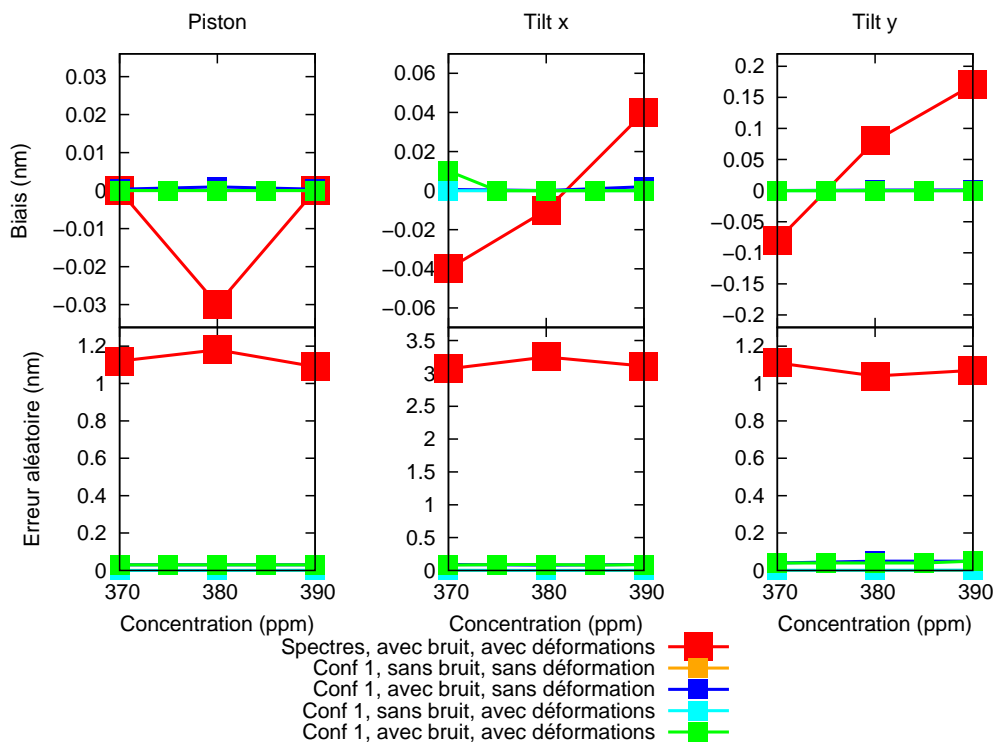 Piston
Tilt x
Tilt y
Biais (nm)
0.03
0.02
0.01
0
−0.01
−0.02
−0.03
0.06
0.04
0.02
0
−0.02
−0.04
−0.06
0.2
0.15
0.1
0.05
0
−0.05
−0.1
−0.15
−0.2
Erreur aléatoire (nm)
1.2
1
0.8
0.6
0.4
0.2
0
3.5
3
2.5
2
1.5
1
0.5
0
1.2
1
0.8
0.6
0.4
0.2
0
370 380 390
370 380 390
370 380 390
Concentration (ppm)
Concentration (ppm)
Concentration (ppm)
Spectres, avec bruit, avec déformations
Conf 1, sans bruit, sans déformation
Conf 1, avec bruit, sans déformation
Conf 1, sans bruit, avec déformations
Conf 1, avec bruit, avec déformations